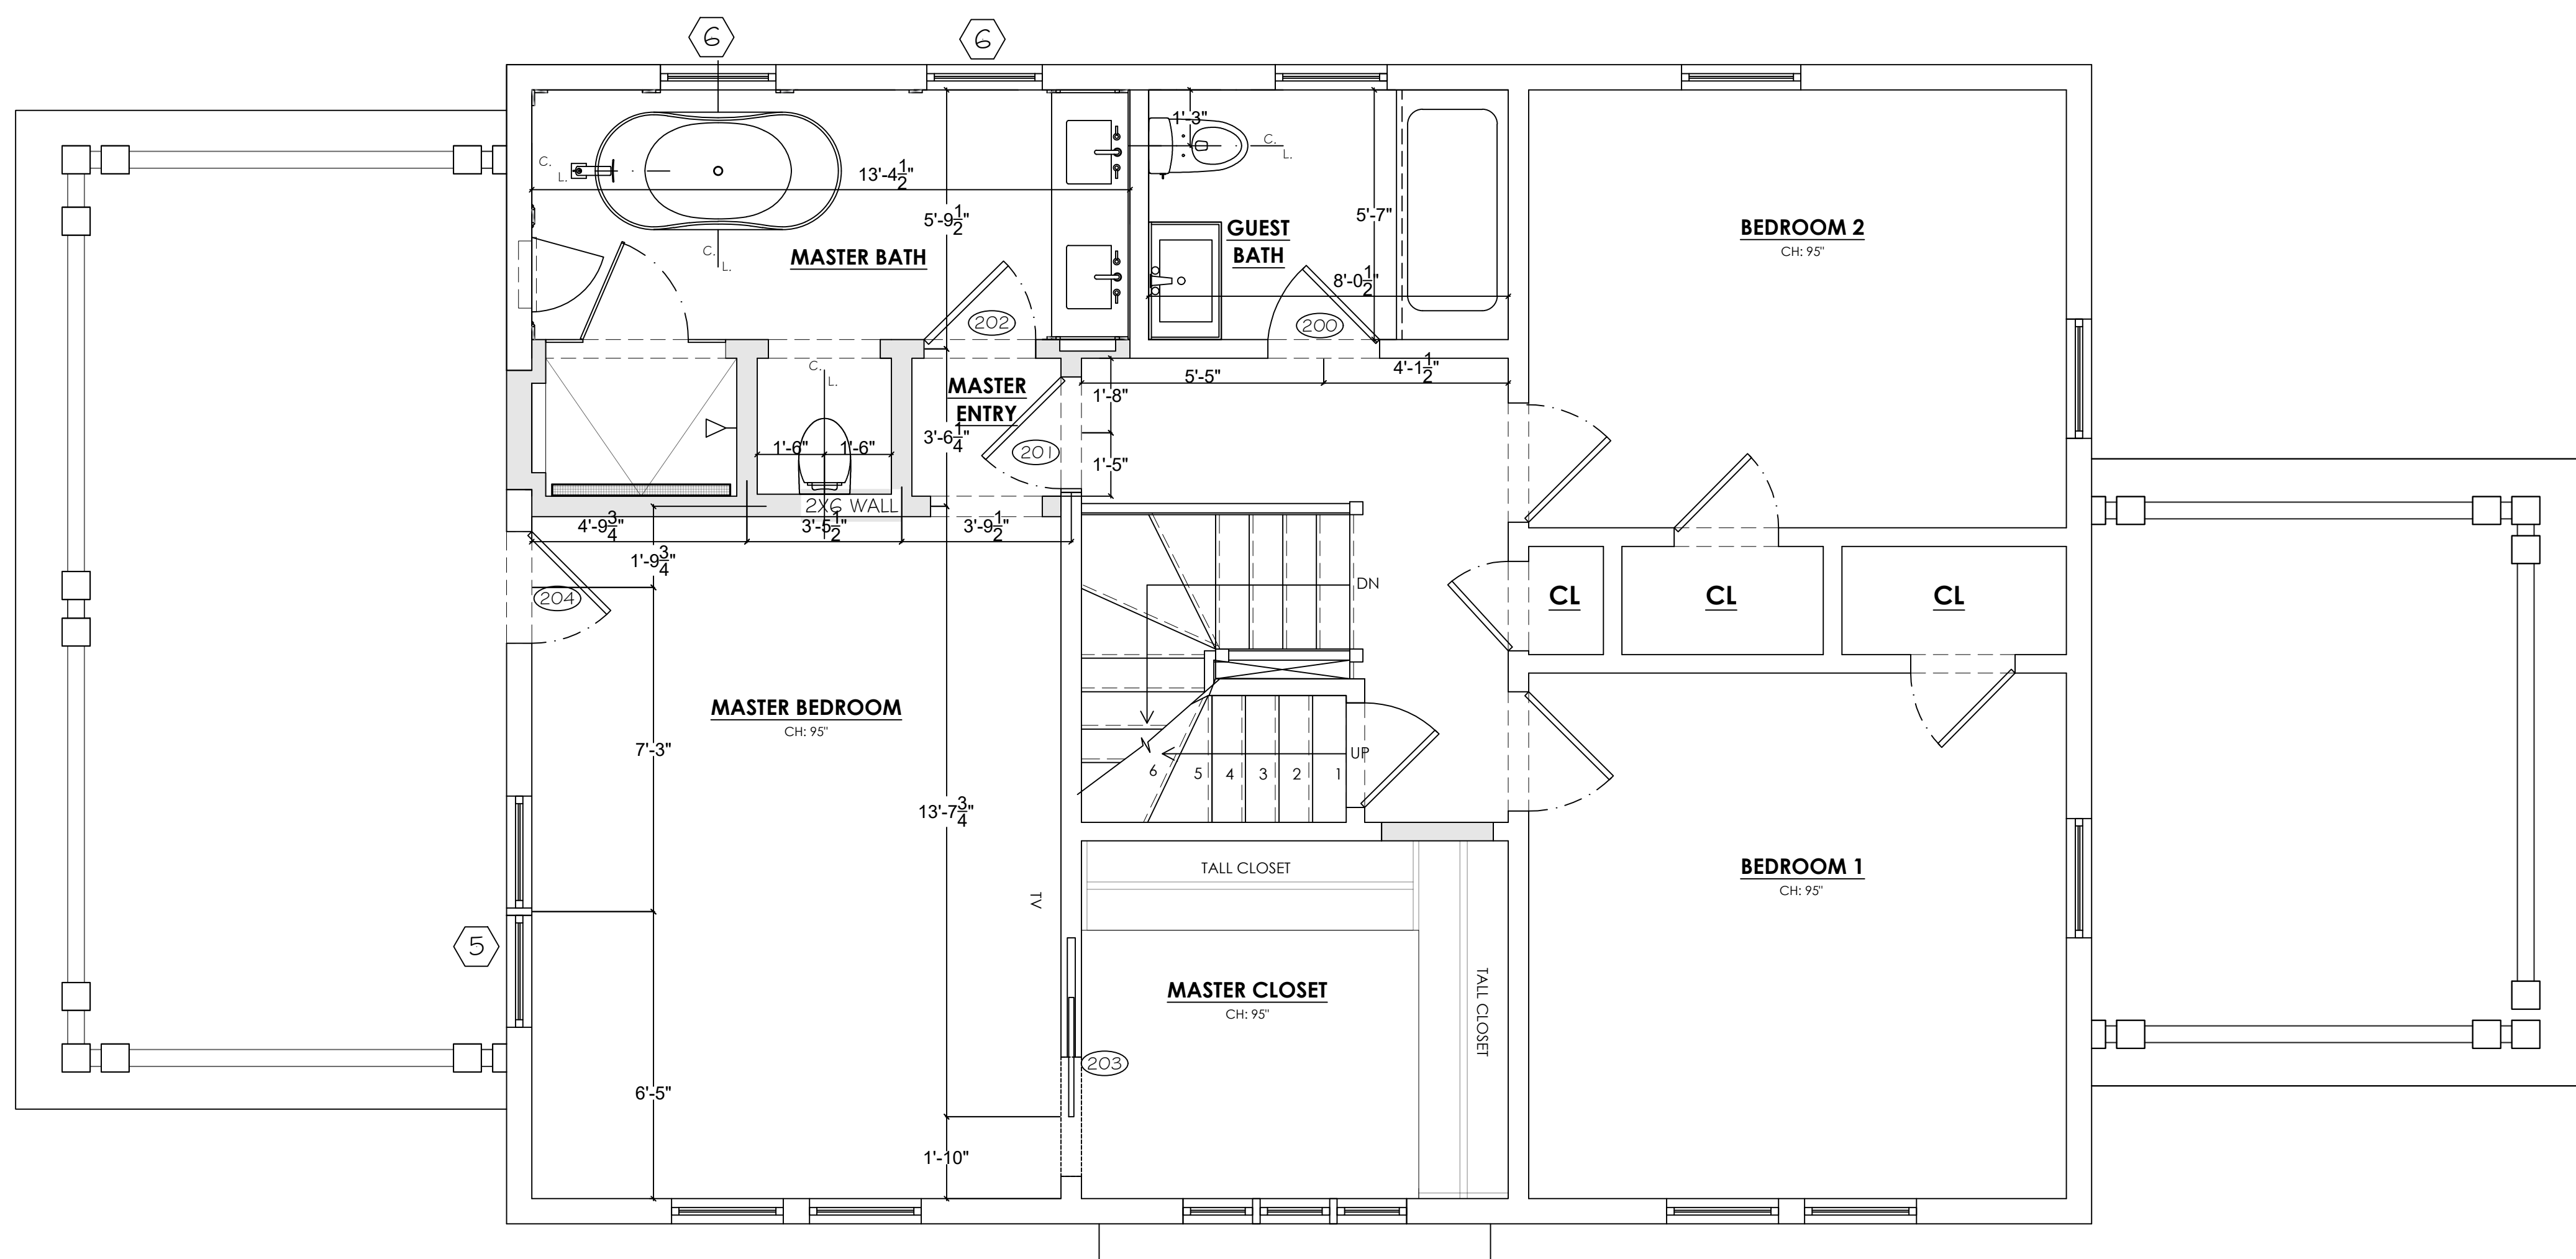 6
6
1'-3"
C.
L.
C.
L.
13'-4 1/2"
5'-9 1/2"
5'-7"
GUEST
BATH
BEDROOM 2
CH: 95"
C.
L.
MASTER BATH
8'-0 1/2"
202
200
C.
L.
MASTER
ENTRY
5'-5"
4'-1 1/2"
1'-8"
3'-6 1/4"
1'-6"
1'-6"
201
1'-5"
2X6 WALL
4'-9 3/4"
3'-5 1/2"
3'-9 1/2"
1'-9 3/4"
204
DN
CL
CL
CL
MASTER BEDROOM
CH: 95"
7'-3"
UP
6
5
4
3
2
1
13'-7 3/4"
TALL CLOSET
BEDROOM 1
CH: 95"
TV
5
MASTER CLOSET
CH: 95"
TALL CLOSET
203
6'-5"
1'-10"